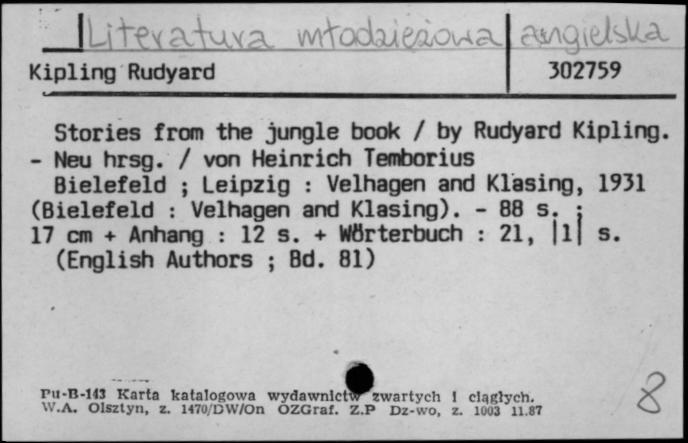 Literatura młodzieżowa angielska
Kipling Rudyard 302759
Stories from the jungle book / by Rudyard Kipling.
- Neu hrsg. / von Heinrich Temborius
Bielefeld ; Leipzig : Velhagen and Klasing, 1931
(Bielefeld : Velhagen and Klasing). - 88 s. ;
17 cm + Anhang : 12 s. + Wörterbuch : 21, |1| s.
(English Authors ; Bd. 81)
Pu-B-143 Karta katalogowa wydawnictw zwartych i ciągłych.
W.A. Olsztyn, z. 1470/DW/On OZGraf. Z.P Dz-wo, z. 1003 11.87
8